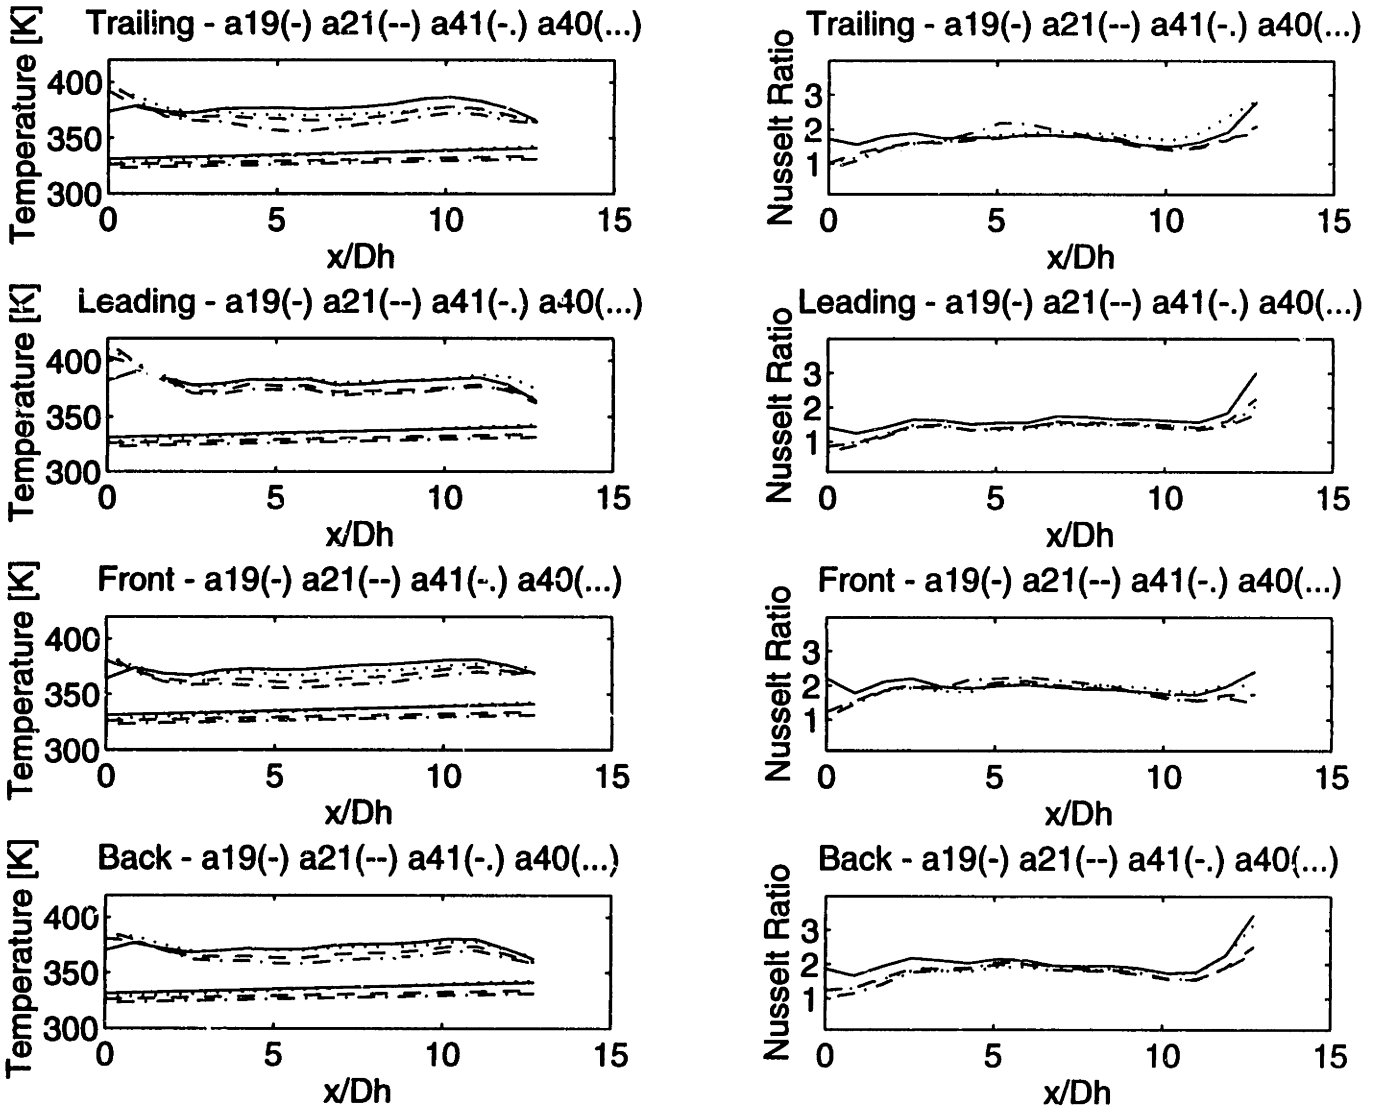 Trailing - a19(-) a21(--) a41(-.) a40(...)
Temperature [K]
400
350
300
0 5 10 15
x/Dh
Trailing - a19(-) a21(--) a41(-.) a40(...)
Nusselt Ratio
3
2
1
0 5 10 15
x/Dh
Leading - a19(-) a21(--) a41(-.) a40(...)
Temperature [K]
400
350
300
0 5 10 15
x/Dh
Leading - a19(-) a21(--) a41(-.) a40(...)
Nusselt Ratio
3
2
1
0 5 10 15
x/Dh
Front - a19(-) a21(--) a41(-.) a40(...)
Temperature [K]
400
350
300
0 5 10 15
x/Dh
Front - a19(-) a21(--) a41(-.) a40(...)
Nusselt Ratio
3
2
1
0 5 10 15
x/Dh
Back - a19(-) a21(--) a41(-.) a40(...)
Temperature [K]
400
350
300
0 5 10 15
x/Dh
Back - a19(-) a21(--) a41(-.) a40(...)
Nusselt Ratio
3
2
1
0 5 10 15
x/Dh